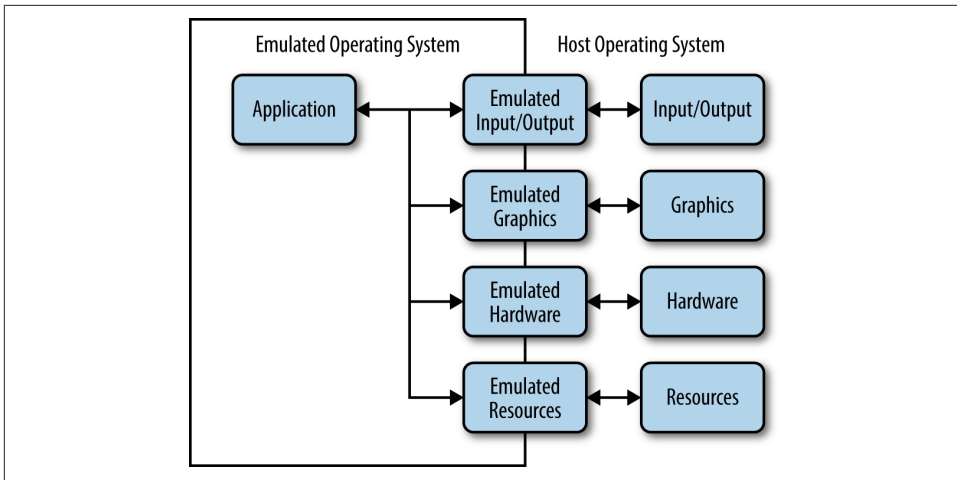 Emulated Operating System
Host Operating System
Application
Emulated
Input/Output
Input/Output
Emulated
Graphics
Graphics
Emulated
Hardware
Hardware
Emulated
Resources
Resources